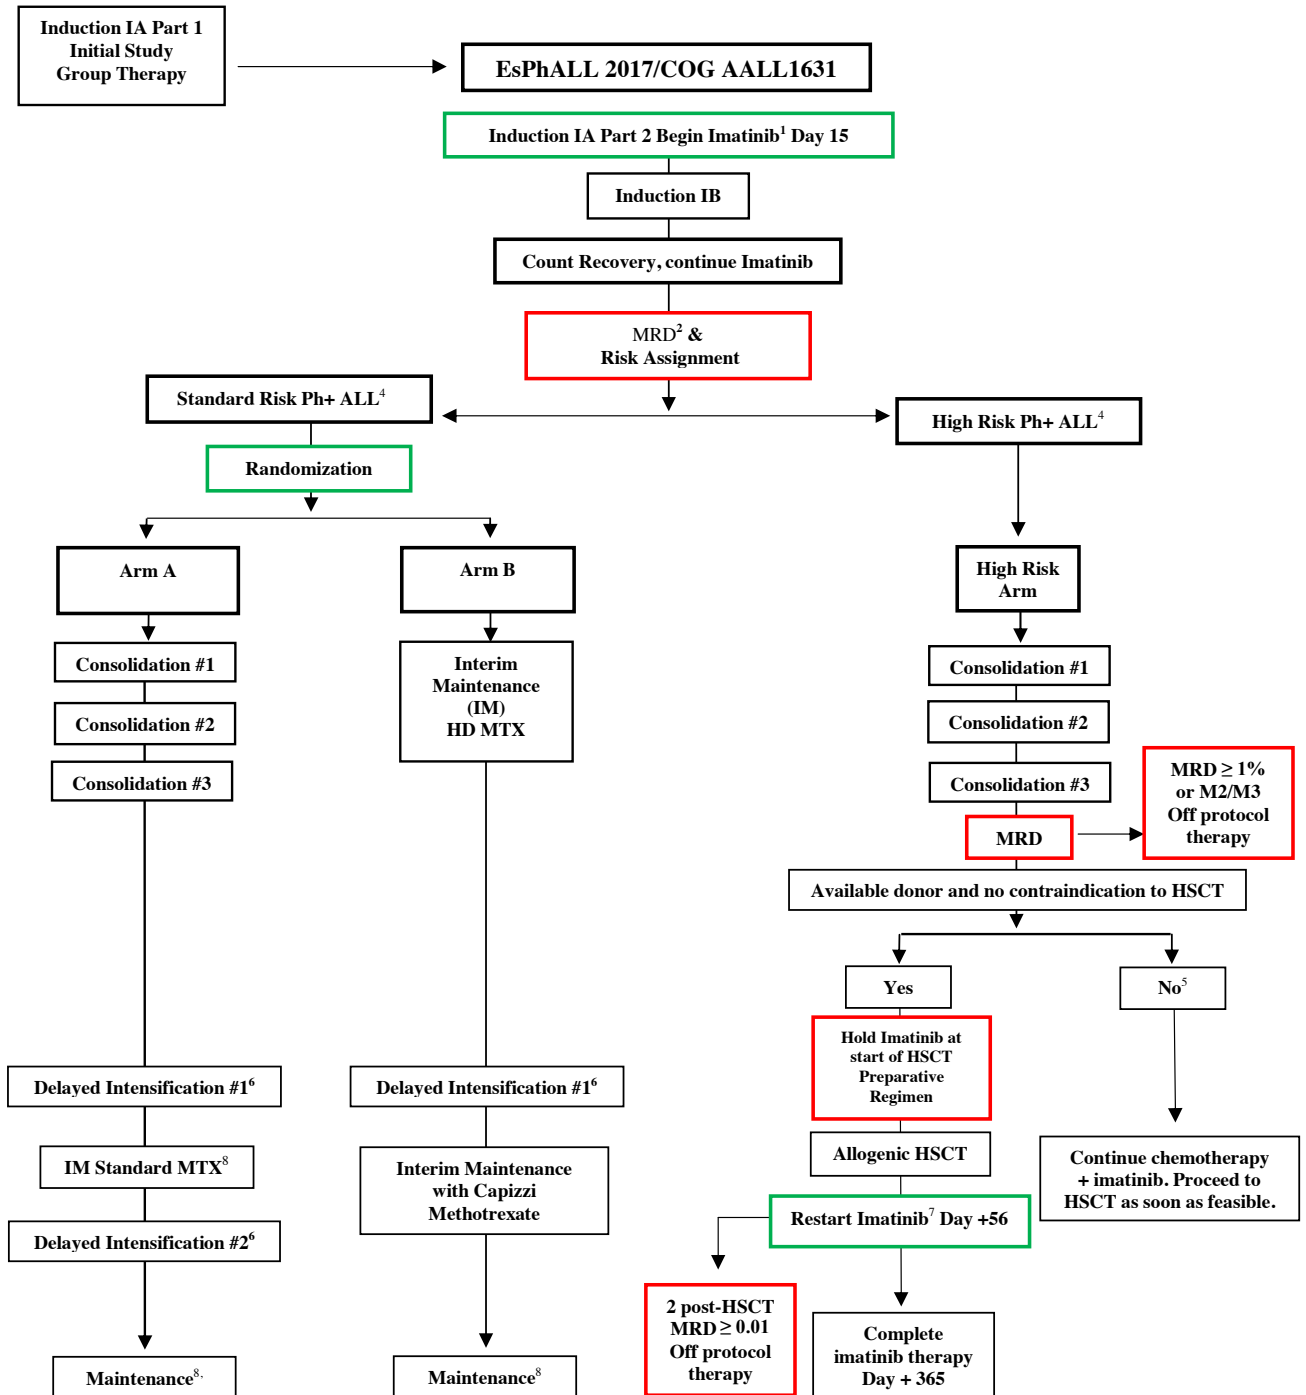 Induction IA Part 1
Initial Study
Group Therapy
EsPhALL 2017/COG AALL1631
Induction IA Part 2 Begin Imatinib¹ Day 15
Induction IB
Count Recovery, continue Imatinib
MRD² &
Risk Assignment
Standard Risk Ph+ ALL⁴
High Risk Ph+ ALL⁴
Randomization
Arm A
Arm B
High Risk
Arm
Consolidation #1
Consolidation #2
Consolidation #3
Interim
Maintenance
(IM)
HD MTX
Consolidation #1
Consolidation #2
Consolidation #3
MRD ≥ 1%
or M2/M3
Off protocol
therapy
MRD
Available donor and no contraindication to HSCT
Yes
No⁵
Hold Imatinib at
start of HSCT
Preparative
Regimen
Delayed Intensification #1⁶
Delayed Intensification #1⁶
Allogenic HSCT
Continue chemotherapy
+ imatinib. Proceed to
HSCT as soon as feasible.
IM Standard MTX⁸
Interim Maintenance
with Capizzi
Methotrexate
Restart Imatinib⁷ Day +56
Delayed Intensification #2⁶
2 post-HSCT
MRD ≥ 0.01
Off protocol
therapy
Complete
imatinib therapy
Day + 365
Maintenance⁸·
Maintenance⁸